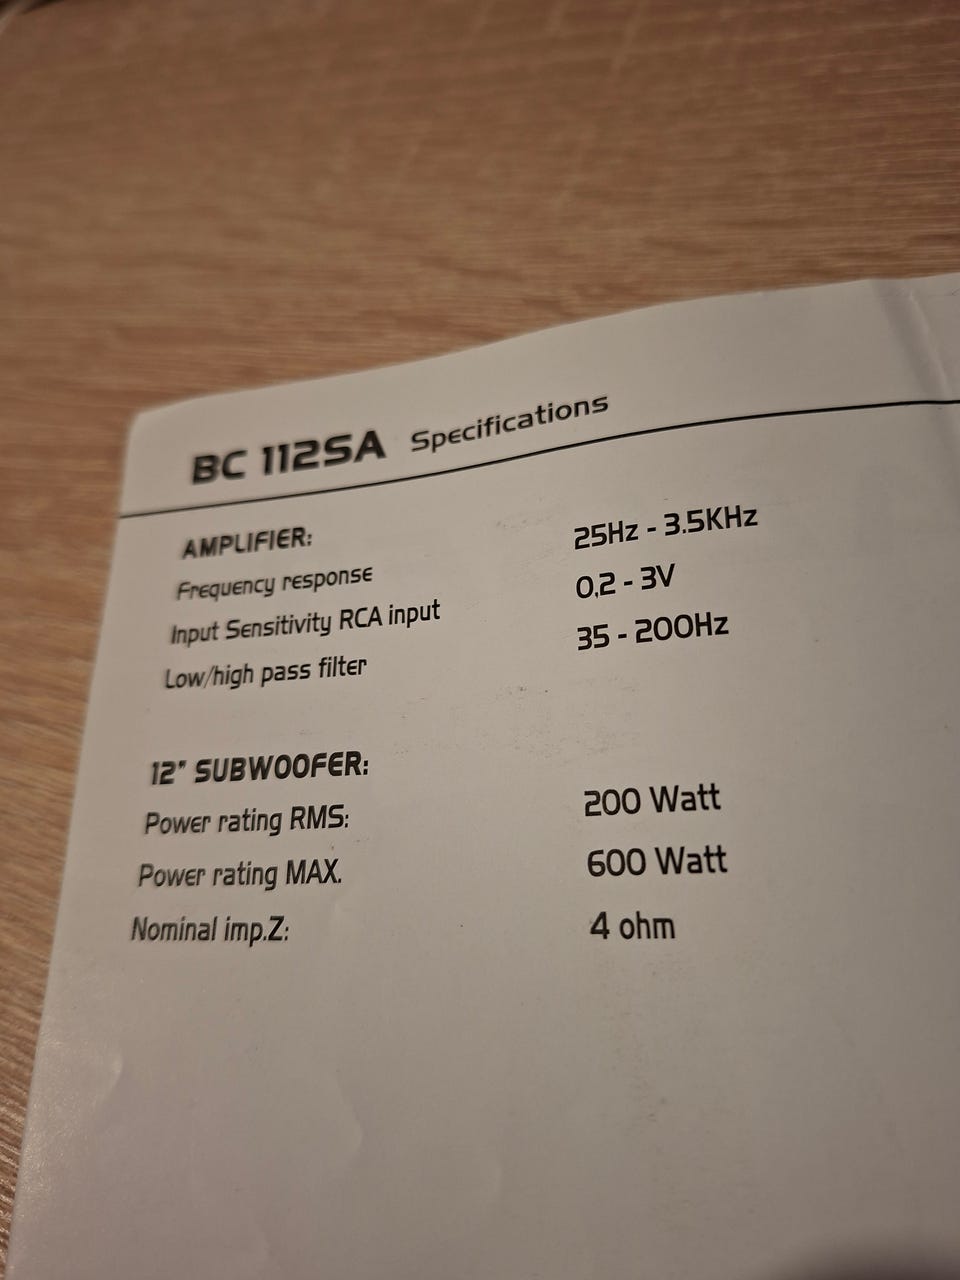 BC 112SA Specifications
AMPLIFIER:
Frequency response 25Hz - 3.5KHz
Input Sensitivity RCA input 0,2 - 3V
Low/high pass filter 35 - 200Hz
12" SUBWOOFER:
Power rating RMS: 200 Watt
Power rating MAX. 600 Watt
Nominal imp.Z: 4 ohm